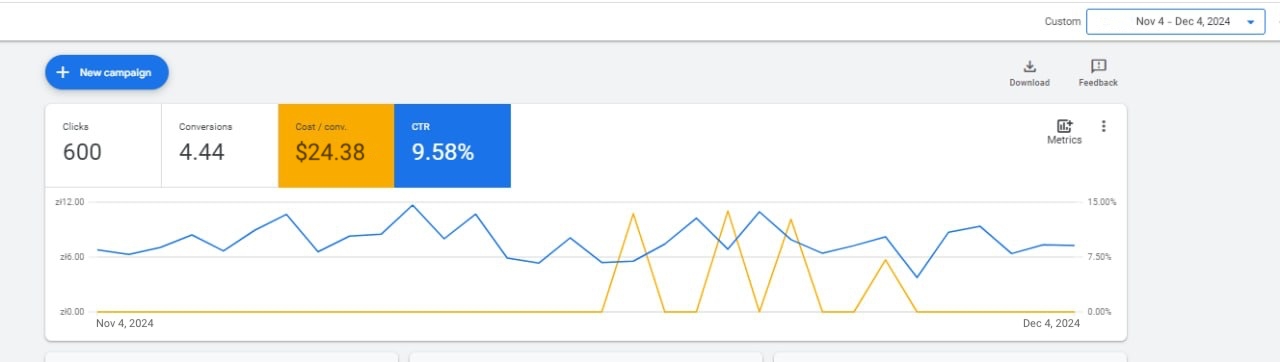 Custom Nov 4 – Dec 4, 2024
New campaign
Download Feedback
Clicks Conversions Cost / conv. CTR
600 4.44 $24.38 9.58%
Metrics
zł12.00 15.00%
zł6.00 7.50%
zł0.00 0.00%
Nov 4, 2024 Dec 4, 2024